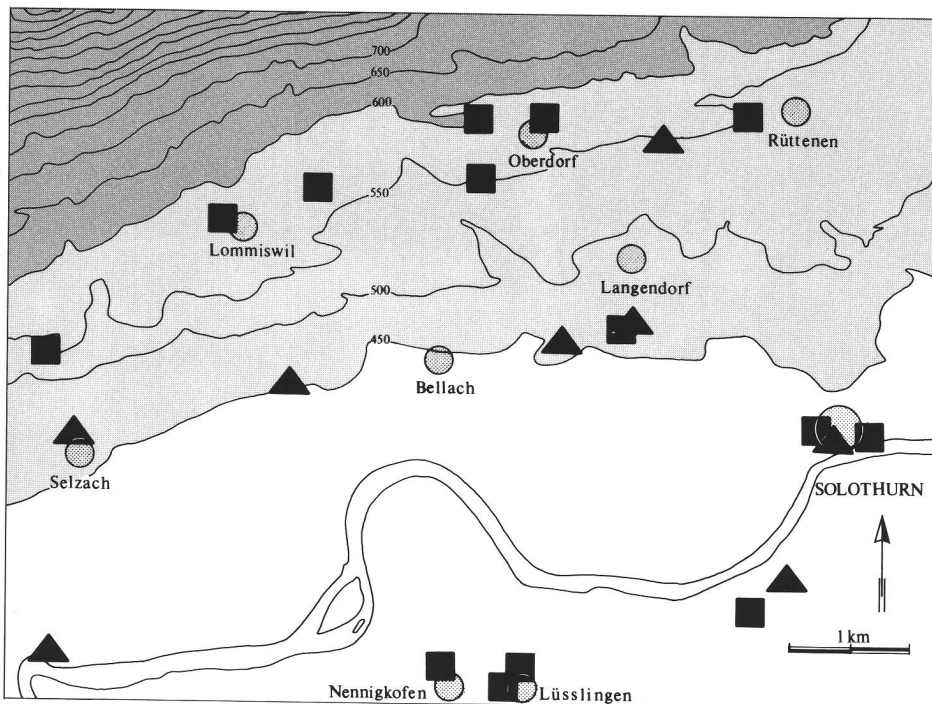 700
650
600
Rüttenen
Oberdorf
550
Lommiswil
500
Langendorf
450
Bellach
Selzach
SOLOTHURN
1 km
Nennigkofen
Lüsslingen